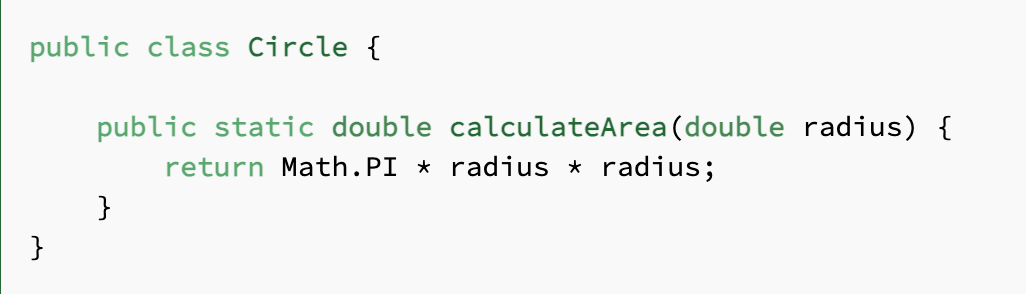 public class Circle {
    public static double calculateArea(double radius) {
        return Math.PI * radius * radius;
    }
}